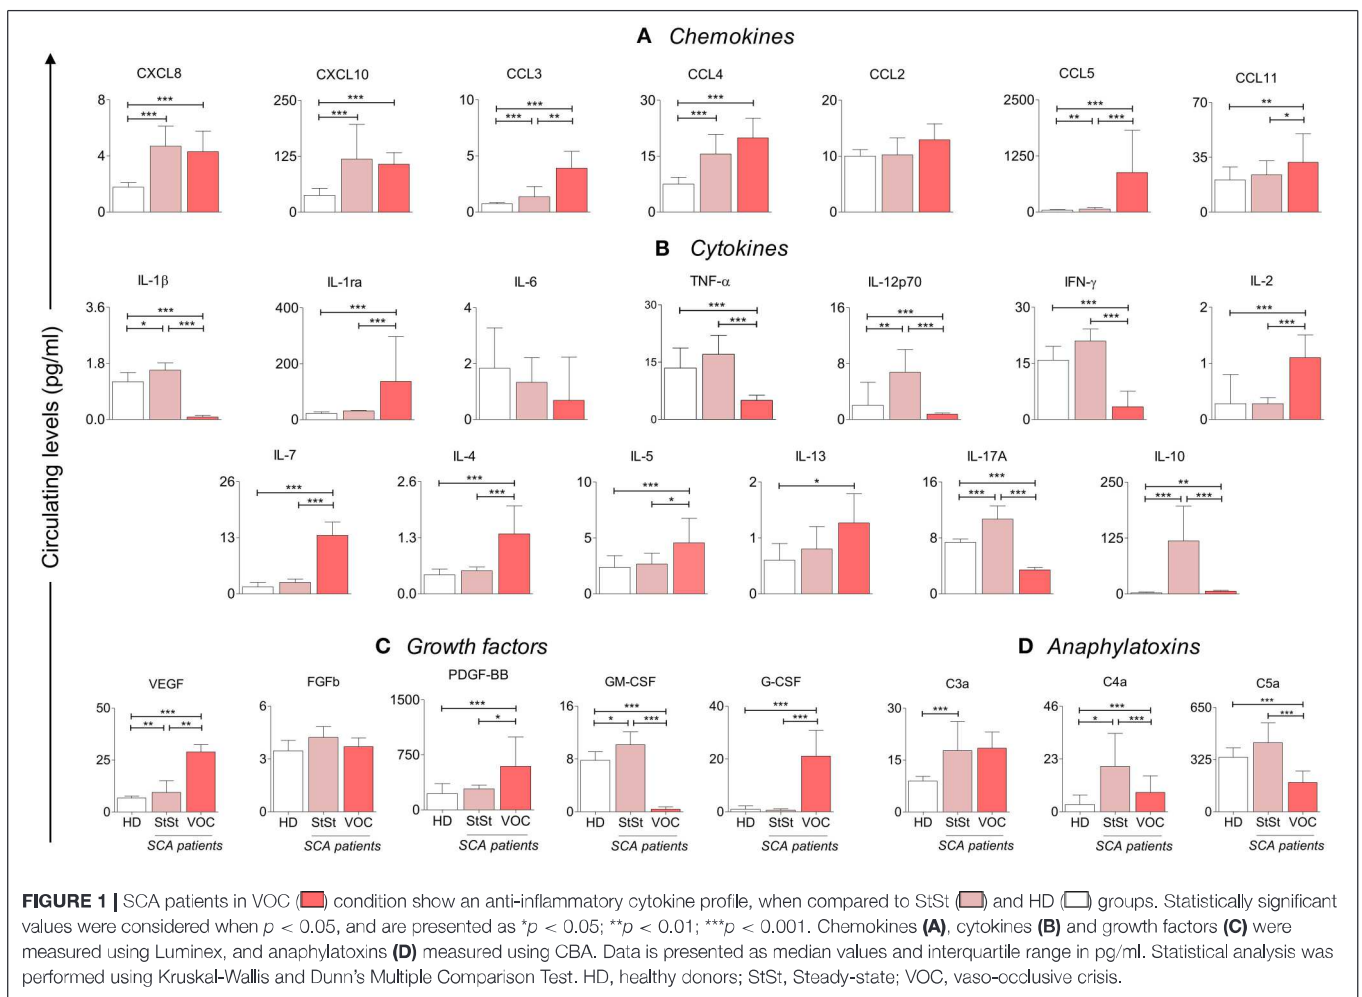 A Chemokines
CXCL8 CXCL10 CCL3 CCL4 CCL2 CCL5 CCL11
8 250 10 30 20 2500 70
*** *** *** *** *** **
*** *** *** ** *** ** *** *
4 125 5 15 10 1250 35
0 0 0 0 0 0 0
B Cytokines
IL-1β IL-1ra IL-6 TNF-α IL-12p70 IFN-γ IL-2
3.6 400 4 30 16 30 2
*** *** *** *** *** ***
* *** *** *** ** *** *** ***
1.8 200 2 15 8 15 1
0.0 0 0 0 0 0 0
Circulating levels (pg/ml)
IL-7 IL-4 IL-5 IL-13 IL-17A IL-10
26 2.6 10 2 16 250
*** *** *** * *** **
*** *** * *** *** *** ***
13 1.3 5 1 8 125
0 0.0 0 0 0 0
C Growth factors D Anaphylatoxins
VEGF FGFb PDGF-BB GM-CSF G-CSF C3a C4a C5a
50 6 1500 16 40 30 46 650
*** *** *** *** *** *** ***
** ** * * *** *** * *** ***
25 3 750 8 20 15 23 325
0 0 0 0 0 0 0 0
HD StSt VOC HD StSt VOC HD StSt VOC HD StSt VOC HD StSt VOC HD StSt VOC HD StSt VOC HD StSt VOC
SCA patients SCA patients SCA patients SCA patients SCA patients SCA patients SCA patients SCA patients
FIGURE 1 | SCA patients in VOC ( ) condition show an anti-inflammatory cytokine profile, when compared to StSt ( ) and HD ( ) groups. Statistically significant
values were considered when p < 0.05, and are presented as *p < 0.05; **p < 0.01; ***p < 0.001. Chemokines (A), cytokines (B) and growth factors (C) were
measured using Luminex, and anaphylatoxins (D) measured using CBA. Data is presented as median values and interquartile range in pg/ml. Statistical analysis was
performed using Kruskal-Wallis and Dunn's Multiple Comparison Test. HD, healthy donors; StSt, Steady-state; VOC, vaso-occlusive crisis.